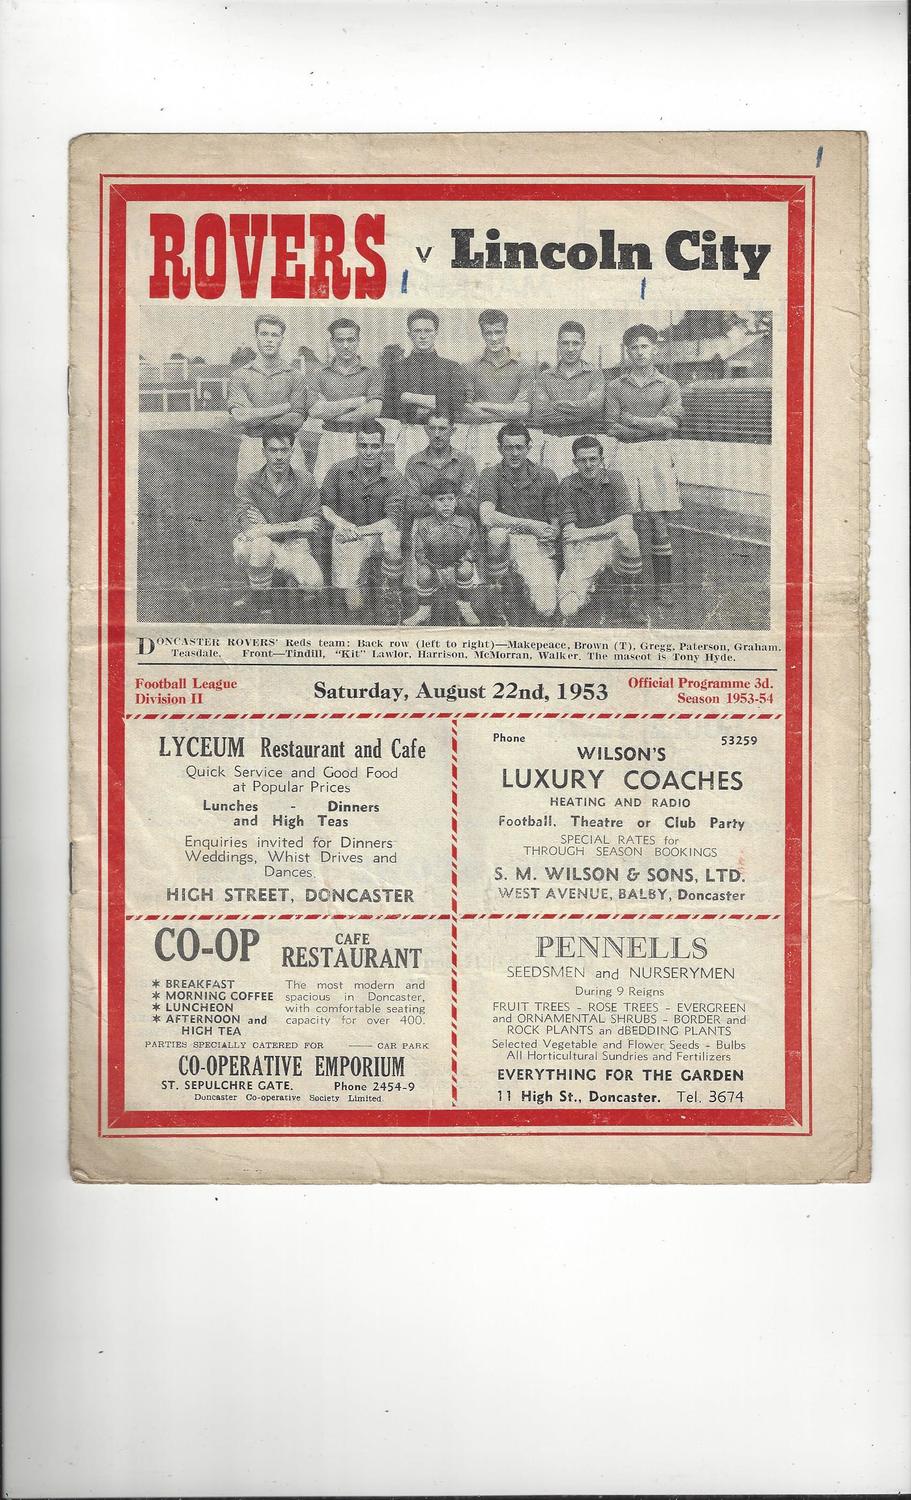 ROVERS v Lincoln City
DONCASTER ROVERS' Reds team: Back row (left to right)—Makepeace, Brown (T), Gregg, Paterson, Graham,
Teasdale. Front—Tindill, "Kit" Lawlor, Harrison, McMorran, Walker. The mascot is Tony Hyde.
Football League
Division II
Saturday, August 22nd, 1953
Official Programme 3d.
Season 1953-54
LYCEUM Restaurant and Cafe
Quick Service and Good Food
at Popular Prices
Lunches - Dinners
and High Teas
Enquiries invited for Dinners
Weddings, Whist Drives and
Dances.
HIGH STREET, DONCASTER
Phone 53259
WILSON'S
LUXURY COACHES
HEATING AND RADIO
Football, Theatre or Club Party
SPECIAL RATES for
THROUGH SEASON BOOKINGS
S. M. WILSON & SONS, LTD.
WEST AVENUE, BALBY, Doncaster
CO-OP CAFE
RESTAURANT
* BREAKFAST
* MORNING COFFEE
* LUNCHEON
* AFTERNOON and
HIGH TEA
The most modern and
spacious in Doncaster,
with comfortable seating
capacity for over 400.
PARTIES SPECIALLY CATERED FOR —— CAR PARK
CO-OPERATIVE EMPORIUM
ST. SEPULCHRE GATE. Phone 2454-9
Doncaster Co-operative Society Limited.
PENNELLS
SEEDSMEN and NURSERYMEN
During 9 Reigns
FRUIT TREES - ROSE TREES - EVERGREEN
and ORNAMENTAL SHRUBS - BORDER and
ROCK PLANTS an dBEDDING PLANTS
Selected Vegetable and Flower Seeds - Bulbs
All Horticultural Sundries and Fertilizers
EVERYTHING FOR THE GARDEN
11 High St., Doncaster. Tel. 3674